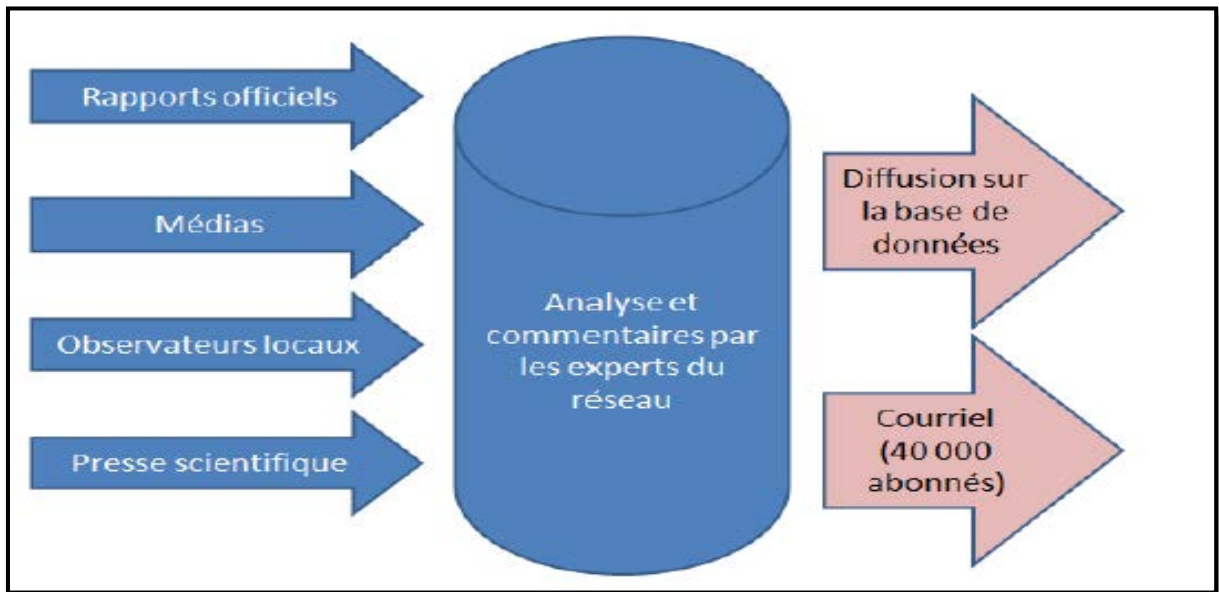 Rapports officiels
Médias
Observateurs locaux
Presse scientifique
Analyse et
commentaires par
les experts du
réseau
Diffusion sur
la base de
données
Courriel
(40 000
abonnés)